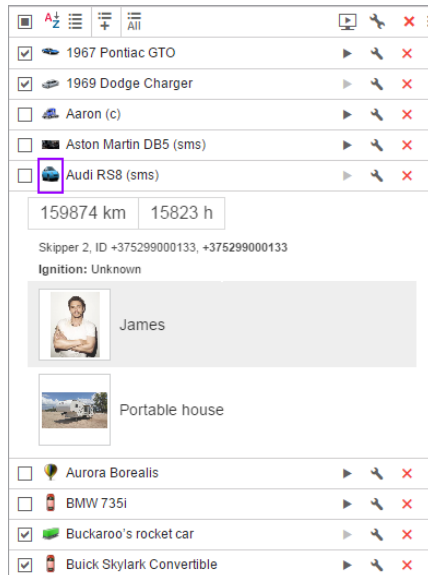 AZ All
1967 Pontiac GTO
1969 Dodge Charger
Aaron (c)
Aston Martin DB5 (sms)
Audi RS8 (sms)
159874 km 15823 h
Skipper 2, ID +375299000133, +375299000133
Ignition: Unknown
James
Portable house
Aurora Borealis
BMW 735i
Buckaroo's rocket car
Buick Skylark Convertible